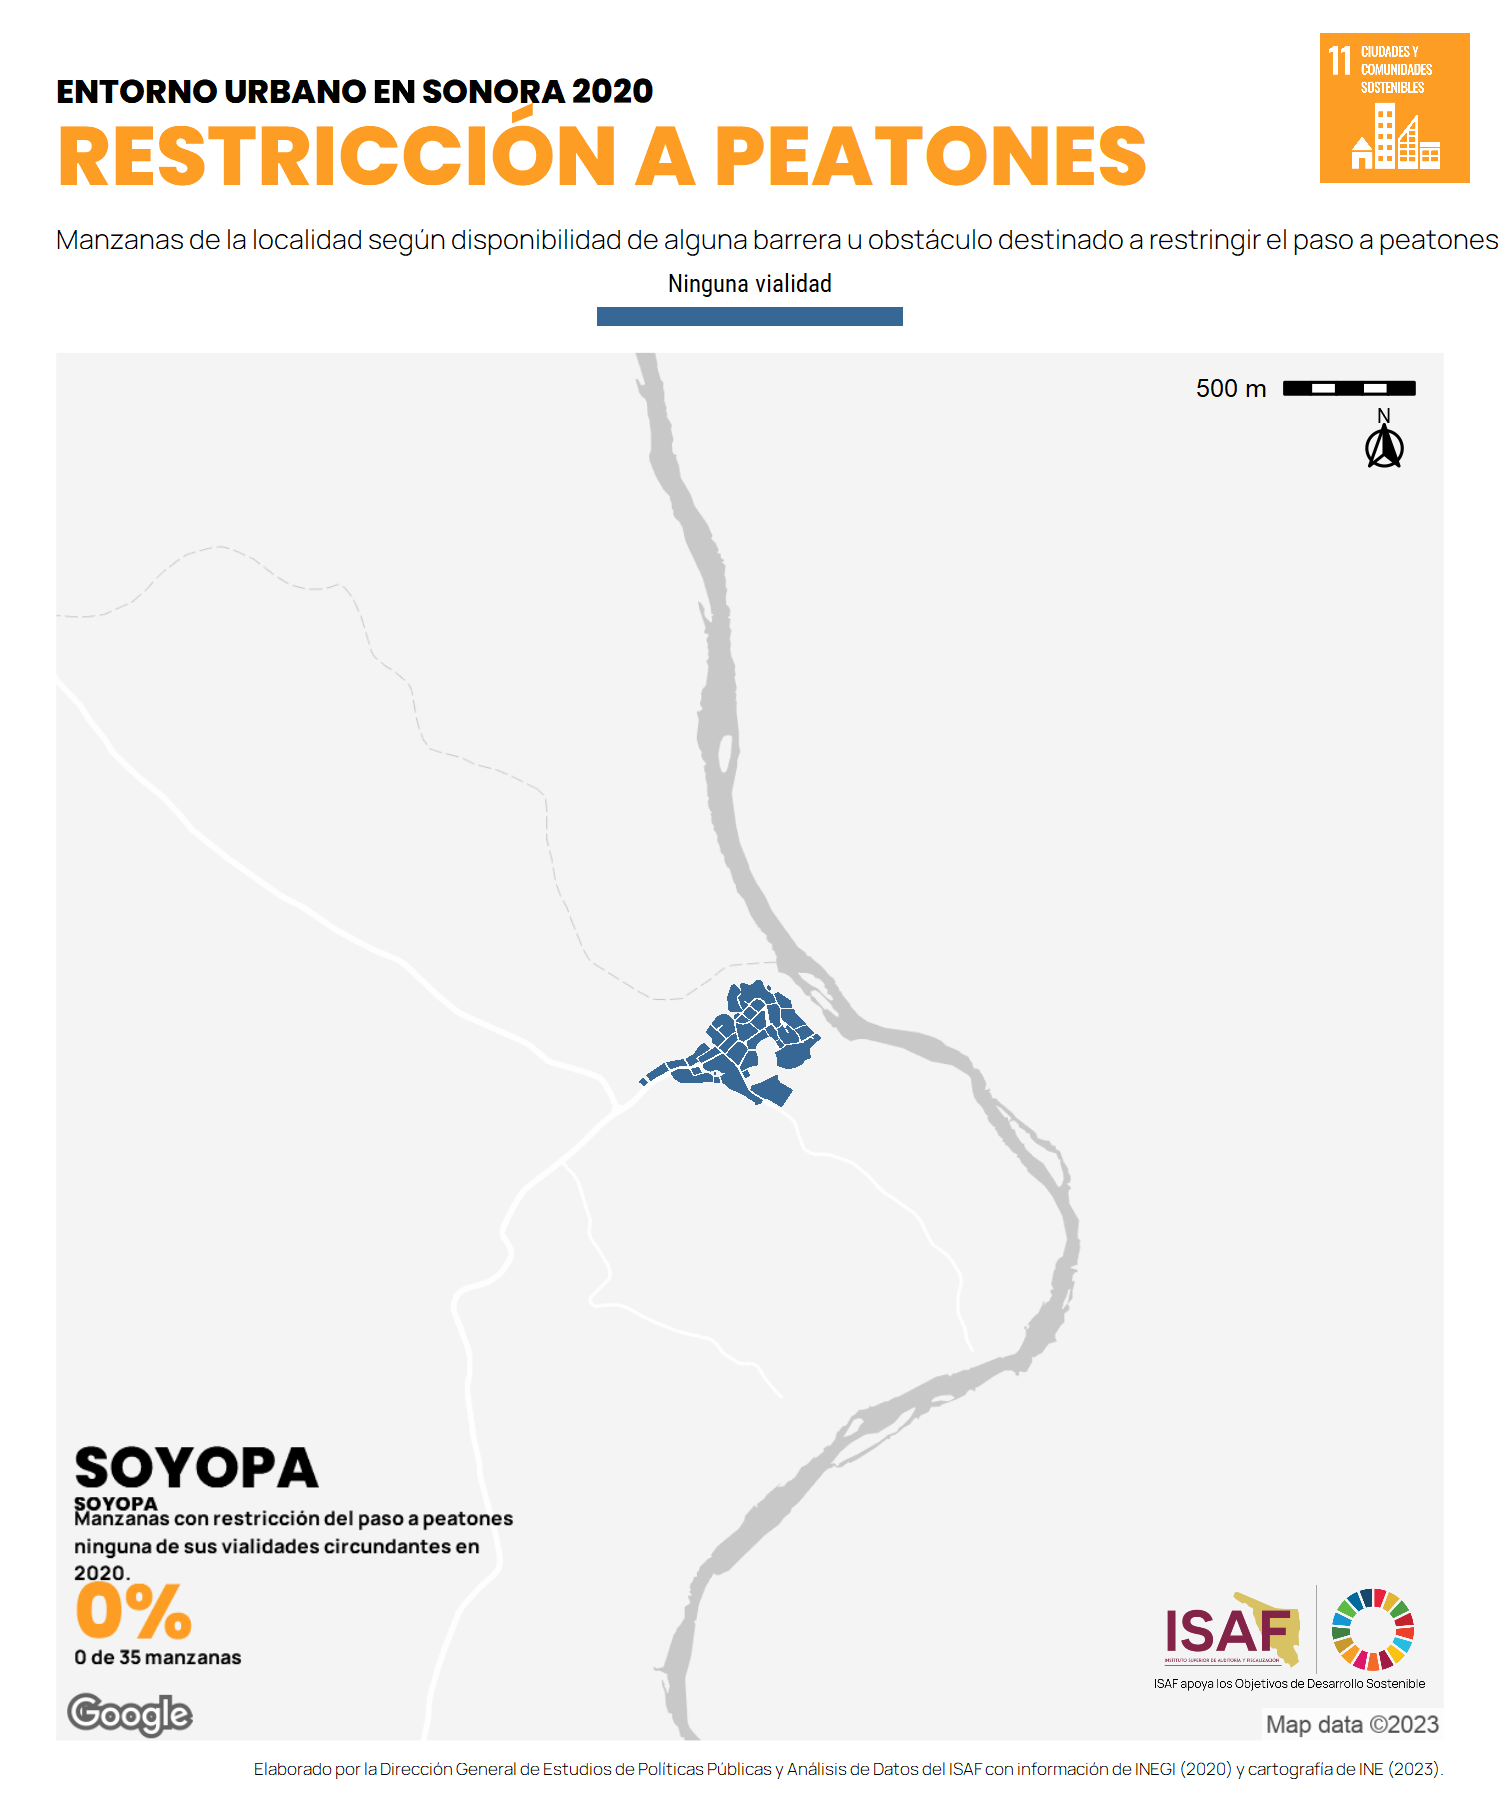 ENTORNO URBANO EN SONORA 2020
RESTRICCIÓN A PEATONES
11 CIUDADES Y
COMUNIDADES
SOSTENIBLES
Manzanas de la localidad según disponibilidad de alguna barrera u obstáculo destinado a restringir el paso a peatones
Ninguna vialidad
500 m
N
SOYOPA
SOYOPA
Manzanas con restricción del paso a peatones
ninguna de sus vialidades circundantes en
2020.
0%
0 de 35 manzanas
Google
ISAF
INSTITUTO SUPERIOR DE AUDITORÍA Y FISCALIZACIÓN
ISAF apoya los Objetivos de Desarrollo Sostenible
Map data ©2023
Elaborado por la Dirección General de Estudios de Políticas Públicas y Análisis de Datos del ISAF con información de INEGI (2020) y cartografía de INE (2023).